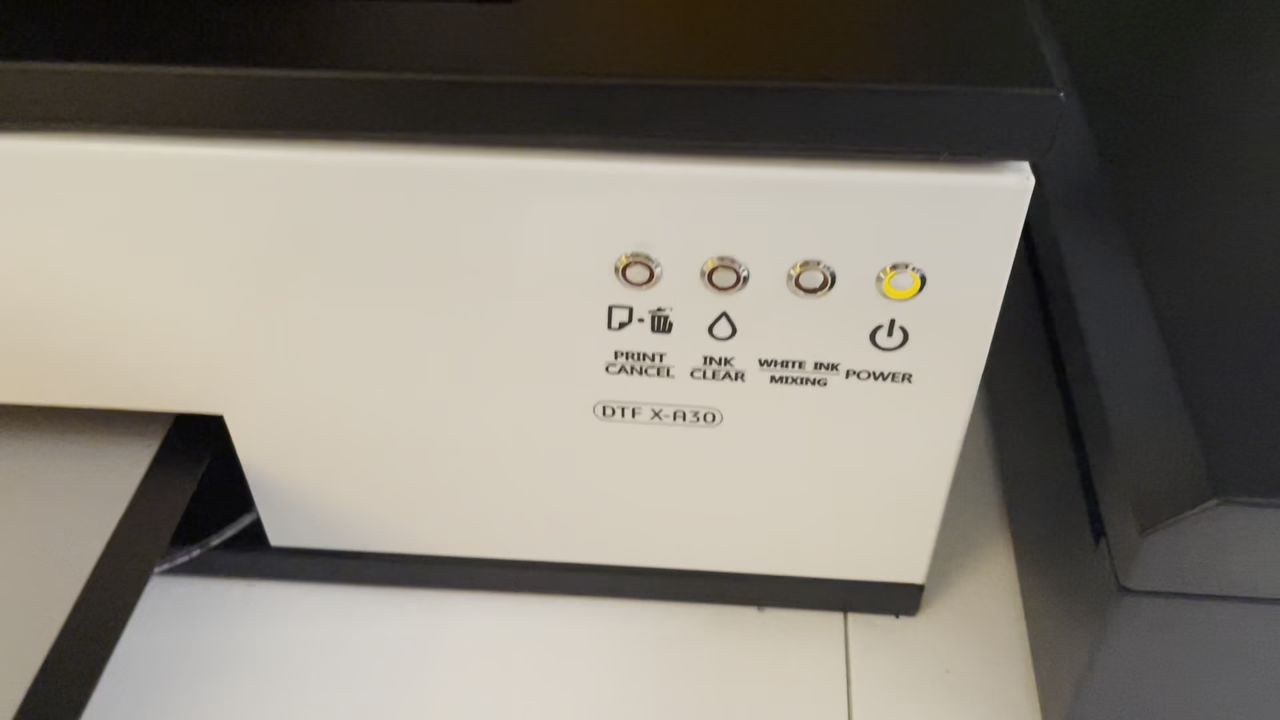 PRINT
CANCEL
INK
CLEAR
WHITE INK
MIXING
POWER
DTF X-A30